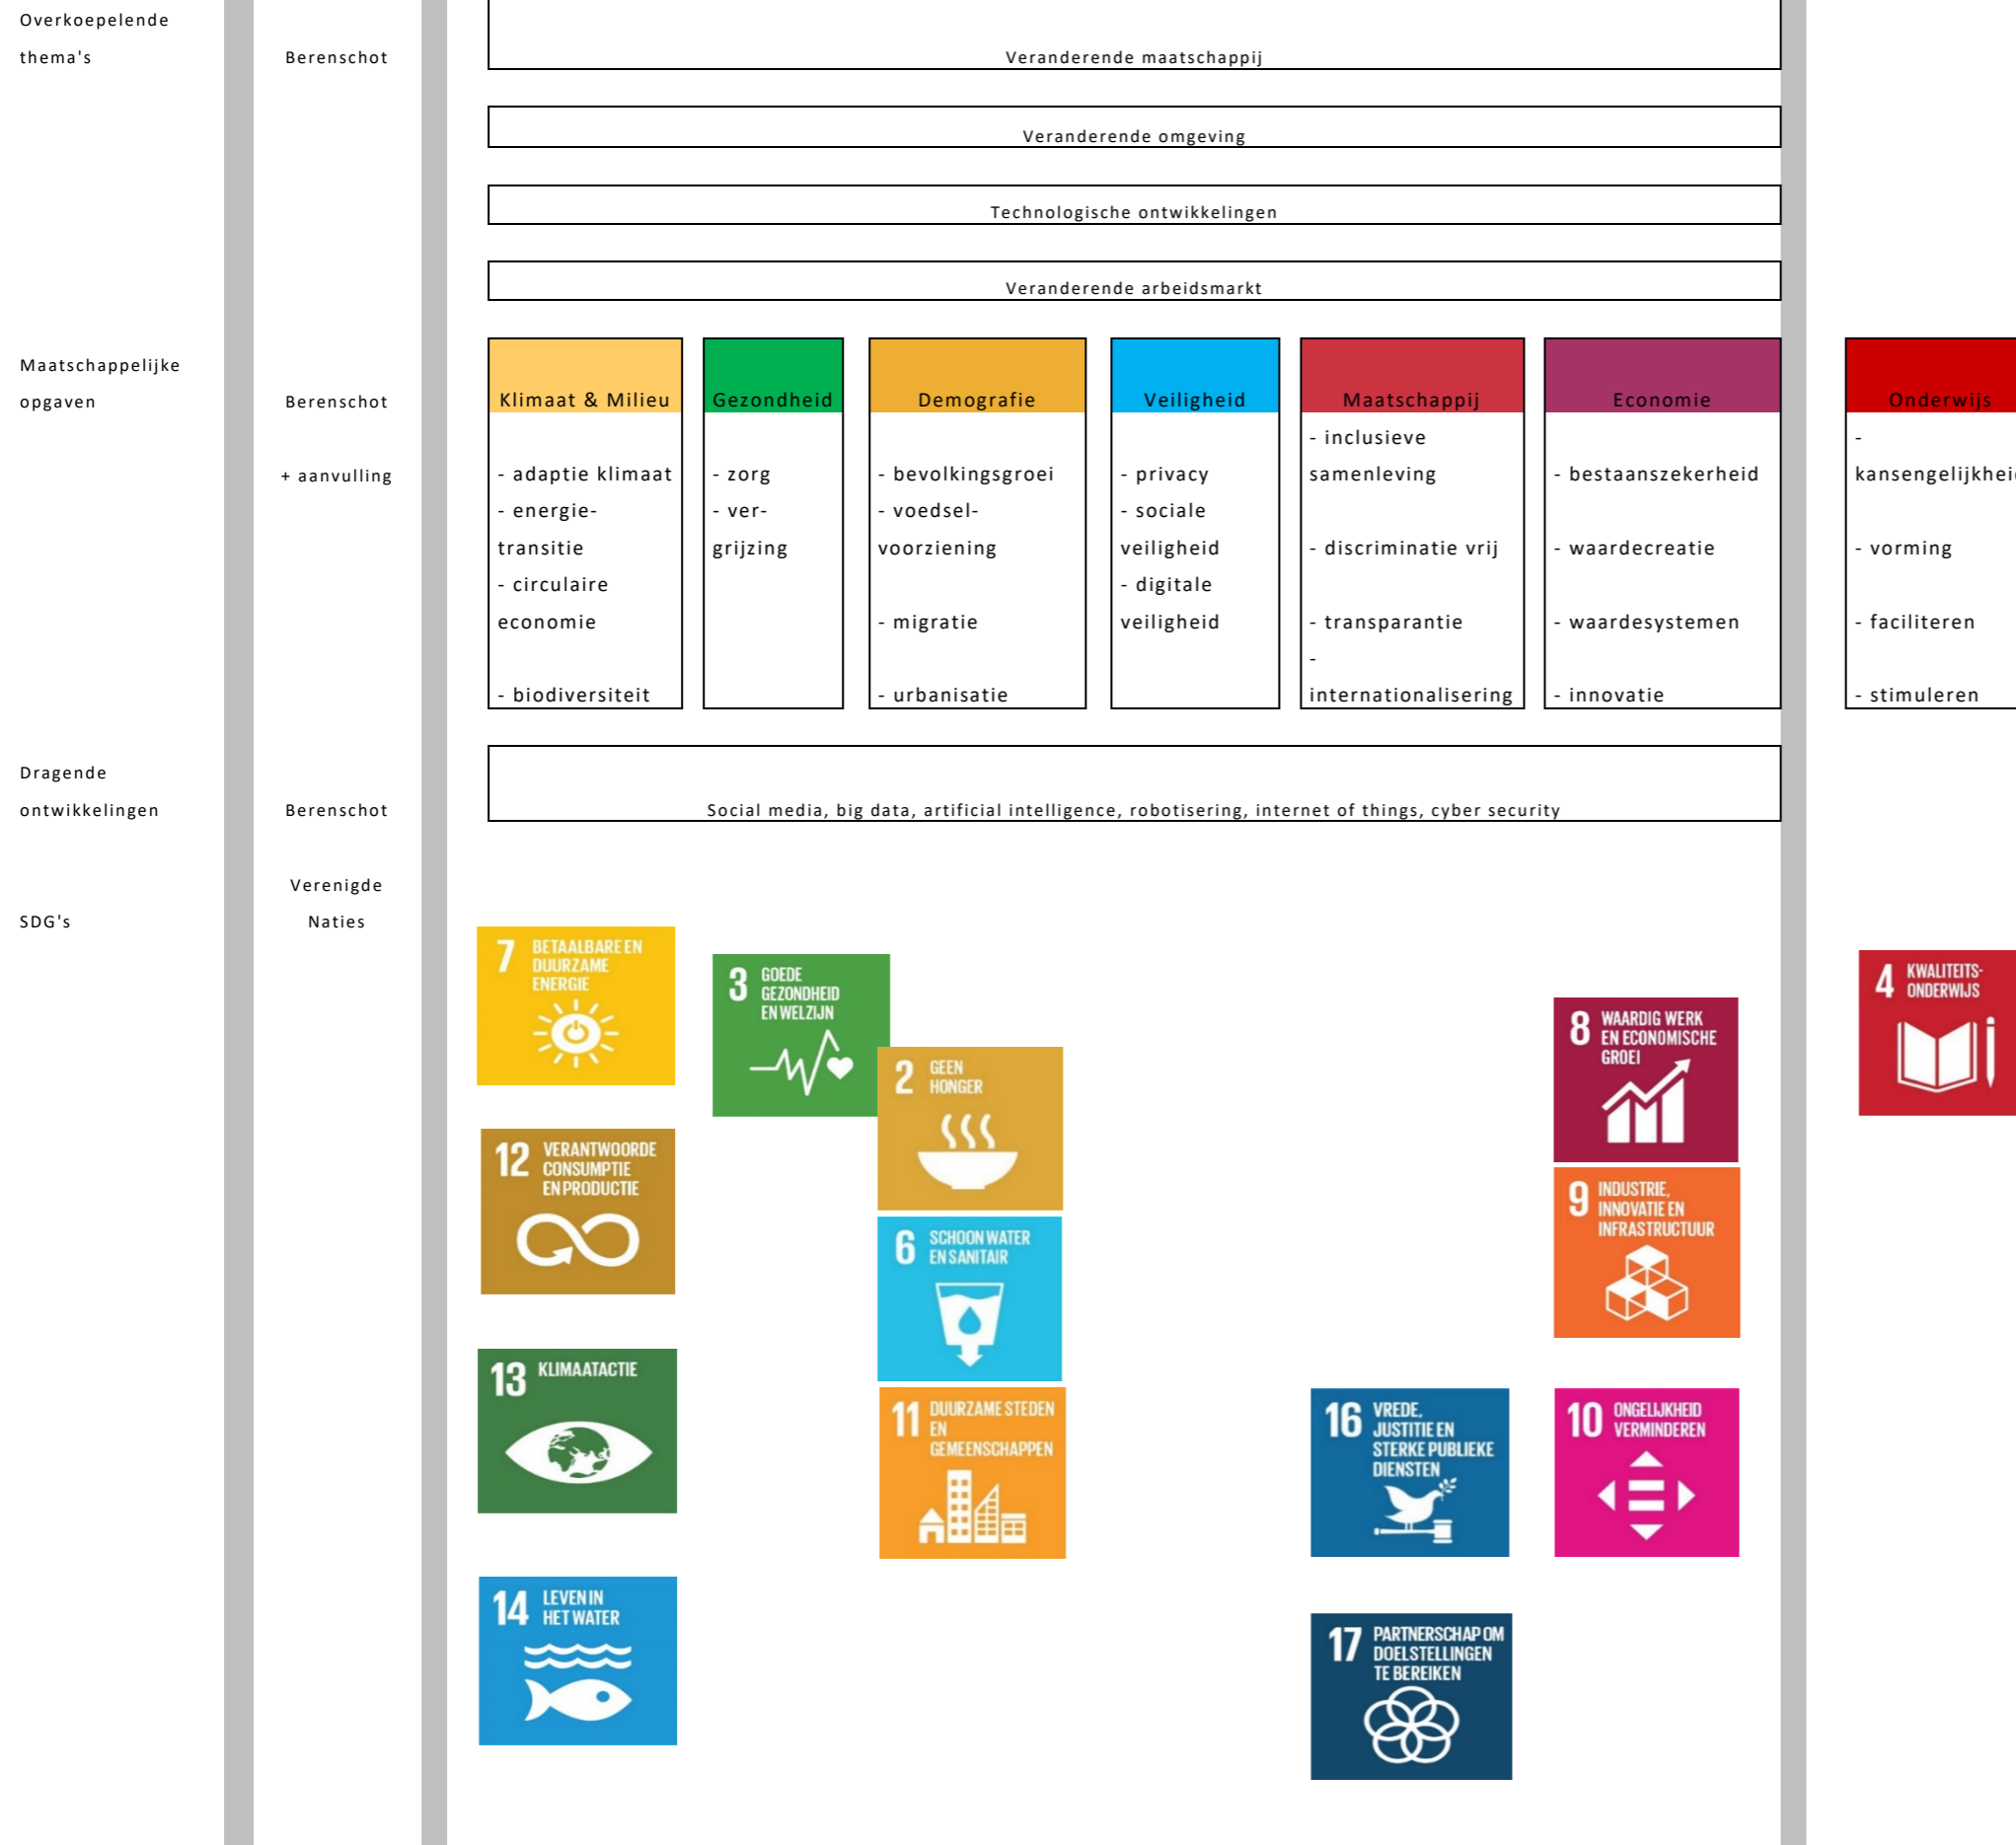 Overkoepelende
thema's
Berenschot
Veranderende maatschappij
Veranderende omgeving
Technologische ontwikkelingen
Veranderende arbeidsmarkt
Maatschappelijke
opgaven
Berenschot
+ aanvulling
Klimaat & Milieu
- adaptie klimaat
- energie-
transitie
- circulaire
economie
- biodiversiteit
Gezondheid
- zorg
- ver-
grijzing
Demografie
- bevolkingsgroei
- voedsel-
voorziening
- migratie
- urbanisatie
Veiligheid
- privacy
- sociale
veiligheid
- digitale
veiligheid
Maatschappij
- inclusieve
samenleving
- discriminatie vrij
- transparantie
-
internationalisering
Economie
- bestaanszekerheid
- waardecreatie
- waardesystemen
- innovatie
Onderwijs
-
kansengelijkheid
- vorming
- faciliteren
- stimuleren
Dragende
ontwikkelingen
Berenschot
Social media, big data, artificial intelligence, robotisering, internet of things, cyber security
SDG's
Verenigde
Naties
7 BETAALBARE EN
DUURZAME
ENERGIE
12 VERANTWOORDE
CONSUMPTIE
EN PRODUCTIE
13 KLIMAATACTIE
14 LEVEN IN
HET WATER
3 GOEDE
GEZONDHEID
EN WELZIJN
2 GEEN
HONGER
6 SCHOON WATER
EN SANITAIR
11 DUURZAME STEDEN
EN
GEMEENSCHAPPEN
16 VREDE,
JUSTITIE EN
STERKE PUBLIEKE
DIENSTEN
17 PARTNERSCHAP OM
DOELSTELLINGEN
TE BEREIKEN
8 WAARDIG WERK
EN ECONOMISCHE
GROEI
9 INDUSTRIE,
INNOVATIE EN
INFRASTRUCTUUR
10 ONGELIJKHEID
VERMINDEREN
4 KWALITEITS-
ONDERWIJS